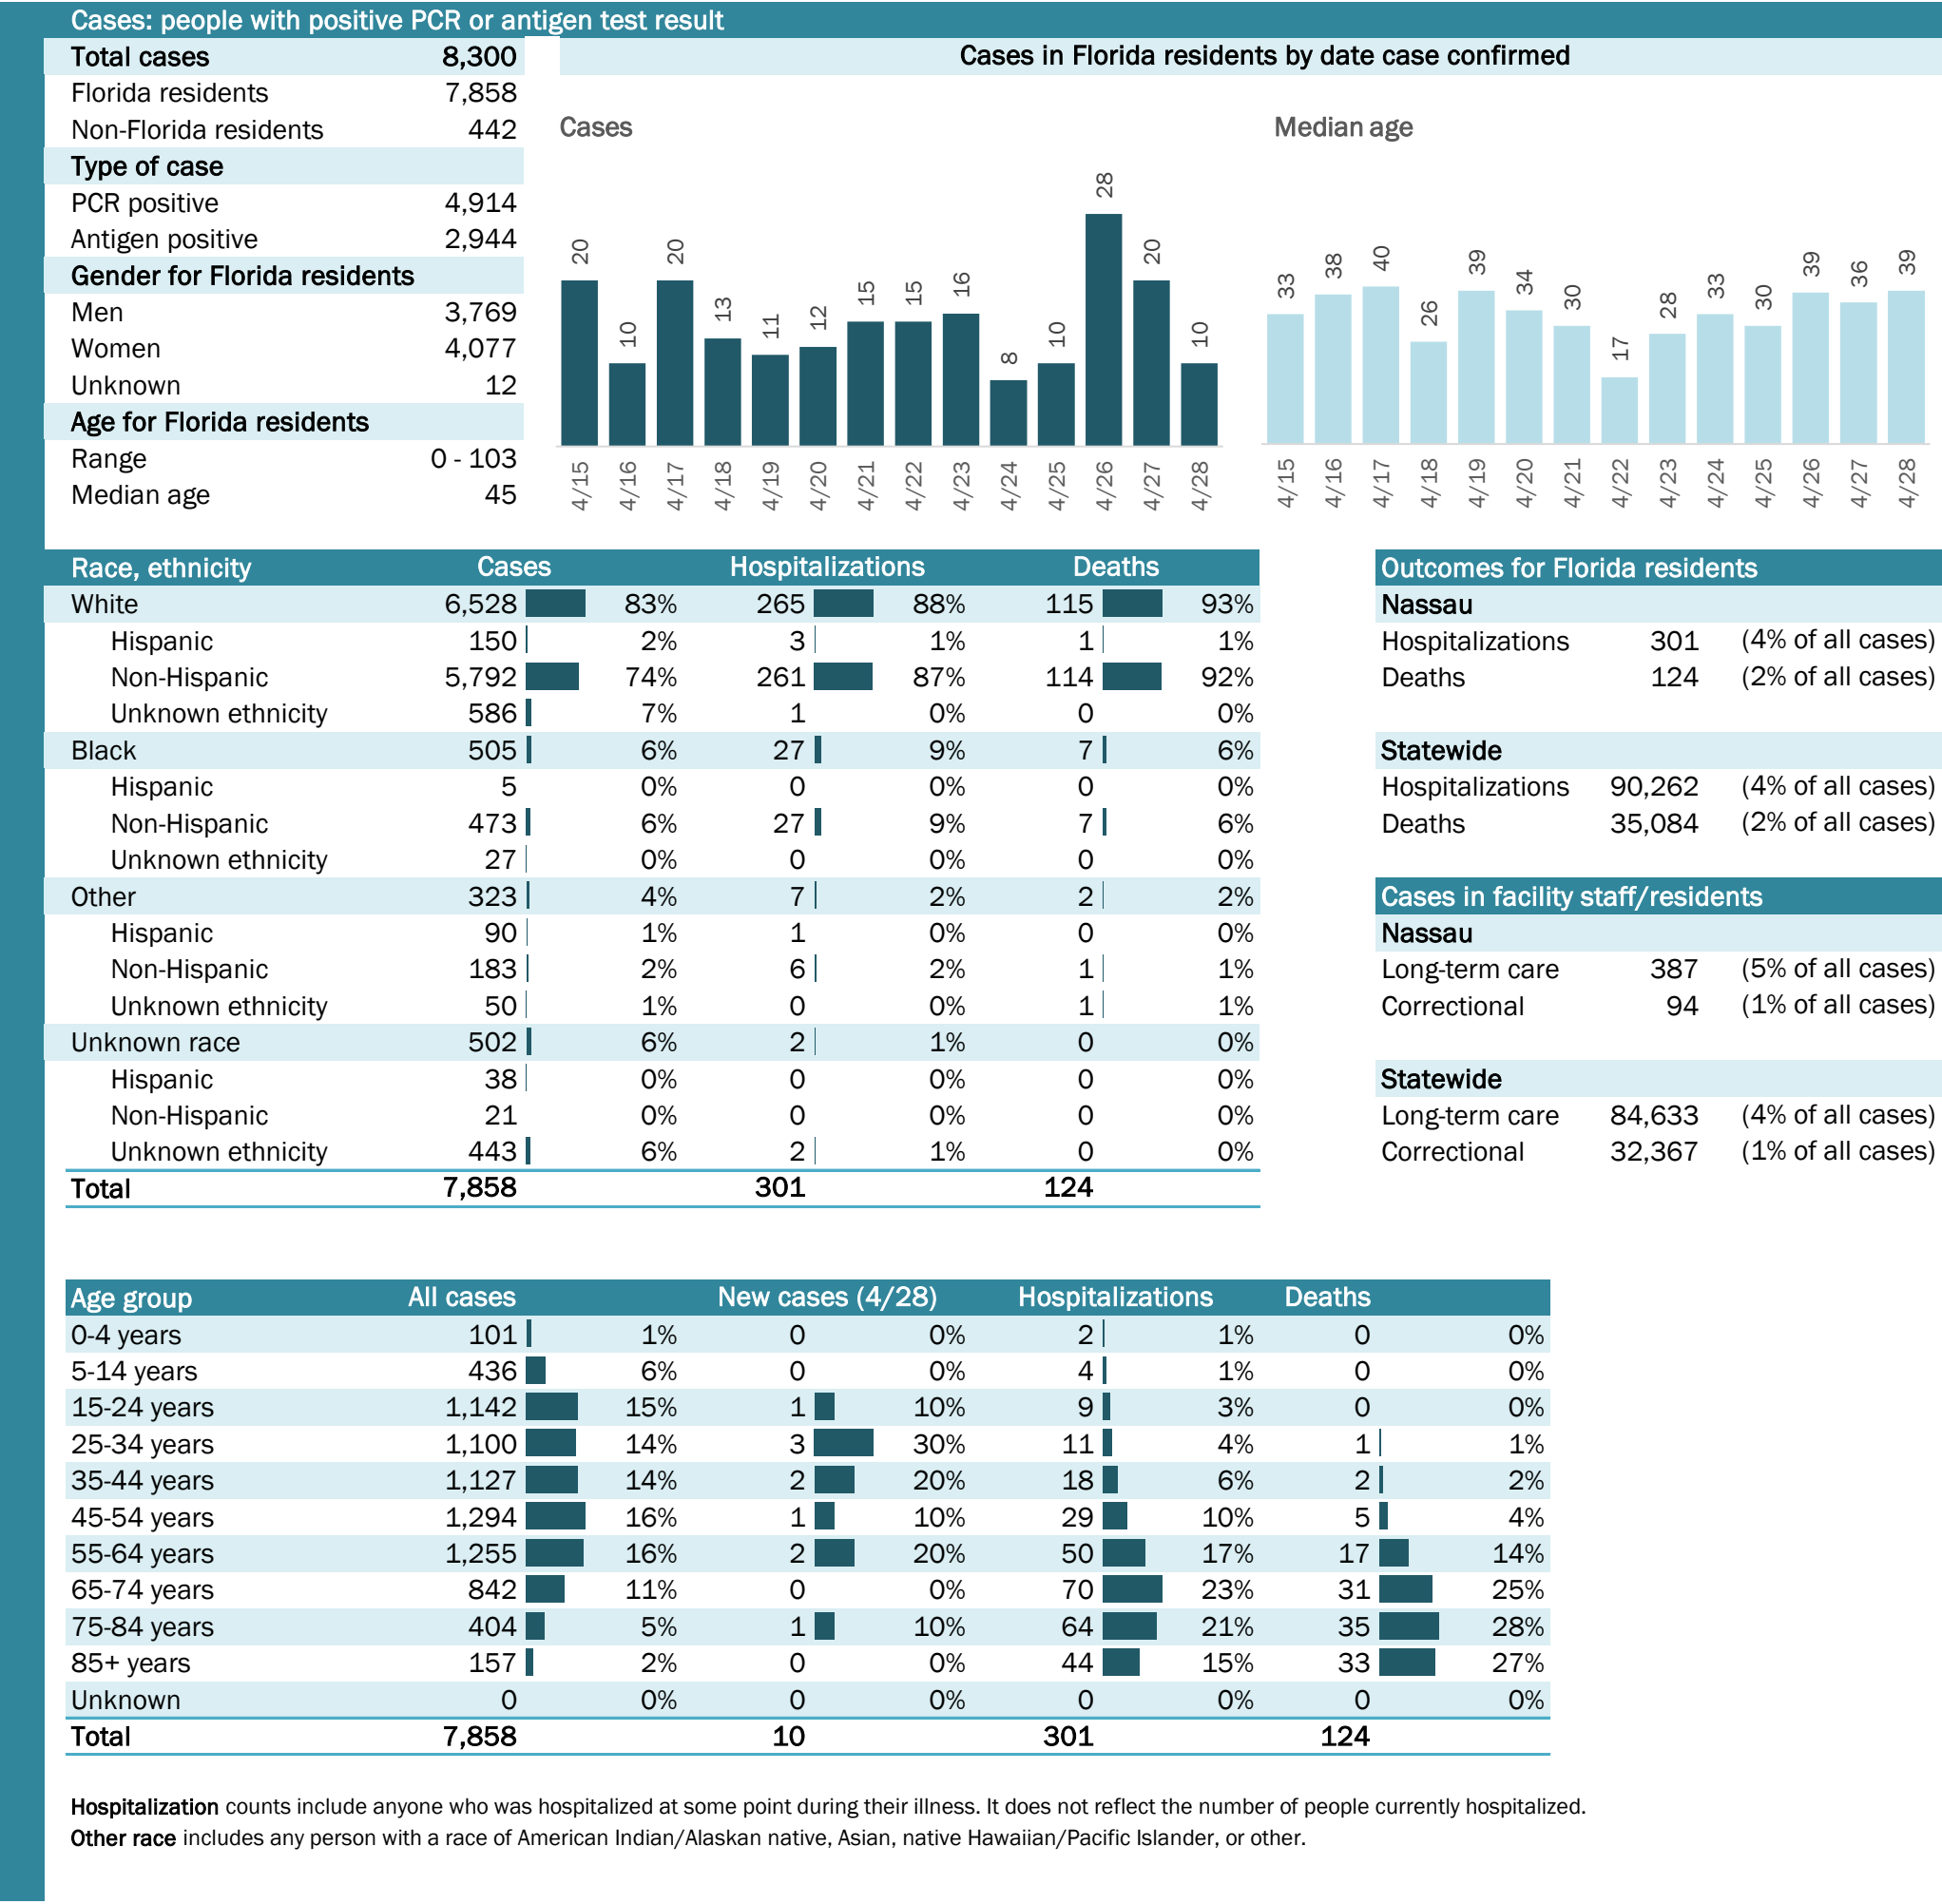 Cases: people with positive PCR or antigen test result
Total cases 8,300
Florida residents 7,858
Non-Florida residents 442
Type of case
PCR positive 4,914
Antigen positive 2,944
Gender for Florida residents
Men 3,769
Women 4,077
Unknown 12
Age for Florida residents
Range 0 - 103
Median age 45
Cases in Florida residents by date case confirmed
Cases
20 10 20 13 11 12 15 15 16 8 10 28 20 10
4/15 4/16 4/17 4/18 4/19 4/20 4/21 4/22 4/23 4/24 4/25 4/26 4/27 4/28
Median age
33 38 40 26 39 34 30 17 28 33 30 39 36 39
4/15 4/16 4/17 4/18 4/19 4/20 4/21 4/22 4/23 4/24 4/25 4/26 4/27 4/28
Race, ethnicity Cases Hospitalizations Deaths
White 6,528 83% 265 88% 115 93%
Hispanic 150 2% 3 1% 1 1%
Non-Hispanic 5,792 74% 261 87% 114 92%
Unknown ethnicity 586 7% 1 0% 0 0%
Black 505 6% 27 9% 7 6%
Hispanic 5 0% 0 0% 0 0%
Non-Hispanic 473 6% 27 9% 7 6%
Unknown ethnicity 27 0% 0 0% 0 0%
Other 323 4% 7 2% 2 2%
Hispanic 90 1% 1 0% 0 0%
Non-Hispanic 183 2% 6 2% 1 1%
Unknown ethnicity 50 1% 0 0% 1 1%
Unknown race 502 6% 2 1% 0 0%
Hispanic 38 0% 0 0% 0 0%
Non-Hispanic 21 0% 0 0% 0 0%
Unknown ethnicity 443 6% 2 1% 0 0%
Total 7,858 301 124
Outcomes for Florida residents
Nassau
Hospitalizations 301 (4% of all cases)
Deaths 124 (2% of all cases)
Statewide
Hospitalizations 90,262 (4% of all cases)
Deaths 35,084 (2% of all cases)
Cases in facility staff/residents
Nassau
Long-term care 387 (5% of all cases)
Correctional 94 (1% of all cases)
Statewide
Long-term care 84,633 (4% of all cases)
Correctional 32,367 (1% of all cases)
Age group All cases New cases (4/28) Hospitalizations Deaths
0-4 years 101 1% 0 0% 2 1% 0 0%
5-14 years 436 6% 0 0% 4 1% 0 0%
15-24 years 1,142 15% 1 10% 9 3% 0 0%
25-34 years 1,100 14% 3 30% 11 4% 1 1%
35-44 years 1,127 14% 2 20% 18 6% 2 2%
45-54 years 1,294 16% 1 10% 29 10% 5 4%
55-64 years 1,255 16% 2 20% 50 17% 17 14%
65-74 years 842 11% 0 0% 70 23% 31 25%
75-84 years 404 5% 1 10% 64 21% 35 28%
85+ years 157 2% 0 0% 44 15% 33 27%
Unknown 0 0% 0 0% 0 0% 0 0%
Total 7,858 10 301 124
Hospitalization counts include anyone who was hospitalized at some point during their illness. It does not reflect the number of people currently hospitalized.
Other race includes any person with a race of American Indian/Alaskan native, Asian, native Hawaiian/Pacific Islander, or other.